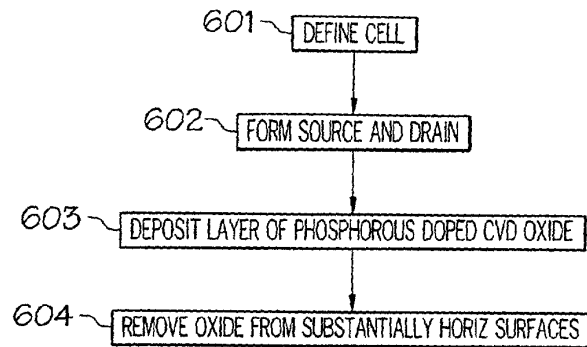 601 DEFINE CELL
602 FORM SOURCE AND DRAIN
603 DEPOSIT LAYER OF PHOSPHOROUS DOPED CVD OXIDE
604 REMOVE OXIDE FROM SUBSTANTIALLY HORIZ SURFACES